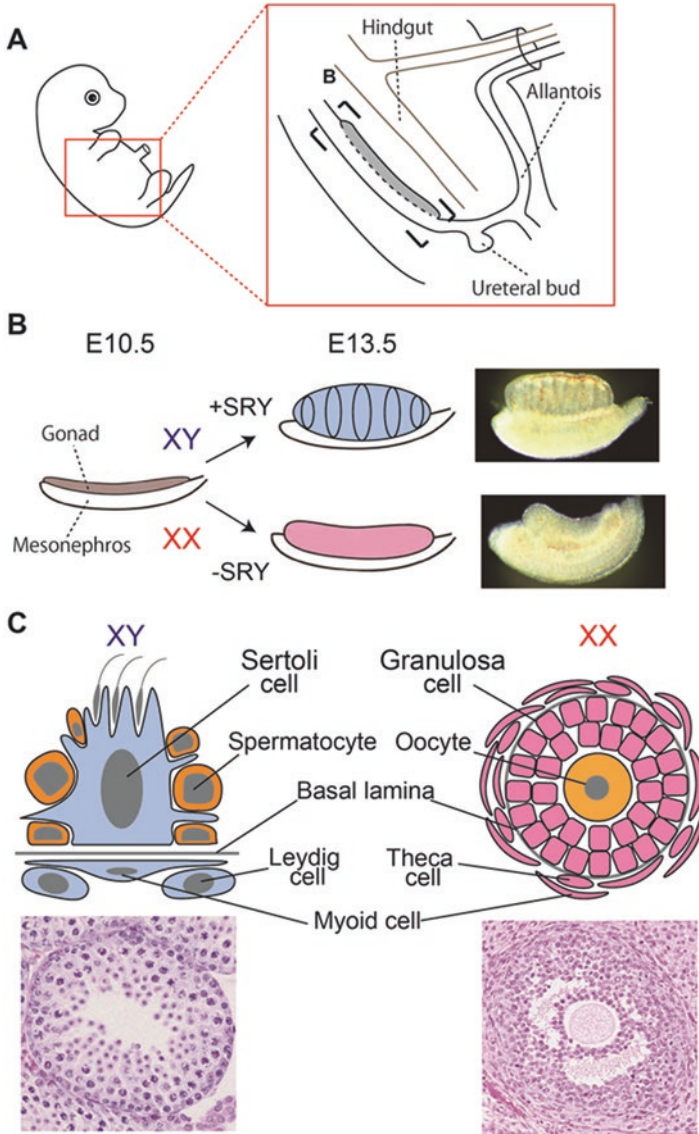 A
Hindgut
B
Allantois
Ureteral bud
B
E10.5
E13.5
+SRY
XY
Gonad
Mesonephros
XX
-SRY
C
XY
XX
Sertoli
cell
Granulosa
cell
Spermatocyte
Oocyte
Basal lamina
Leydig
cell
Theca
cell
Myoid cell